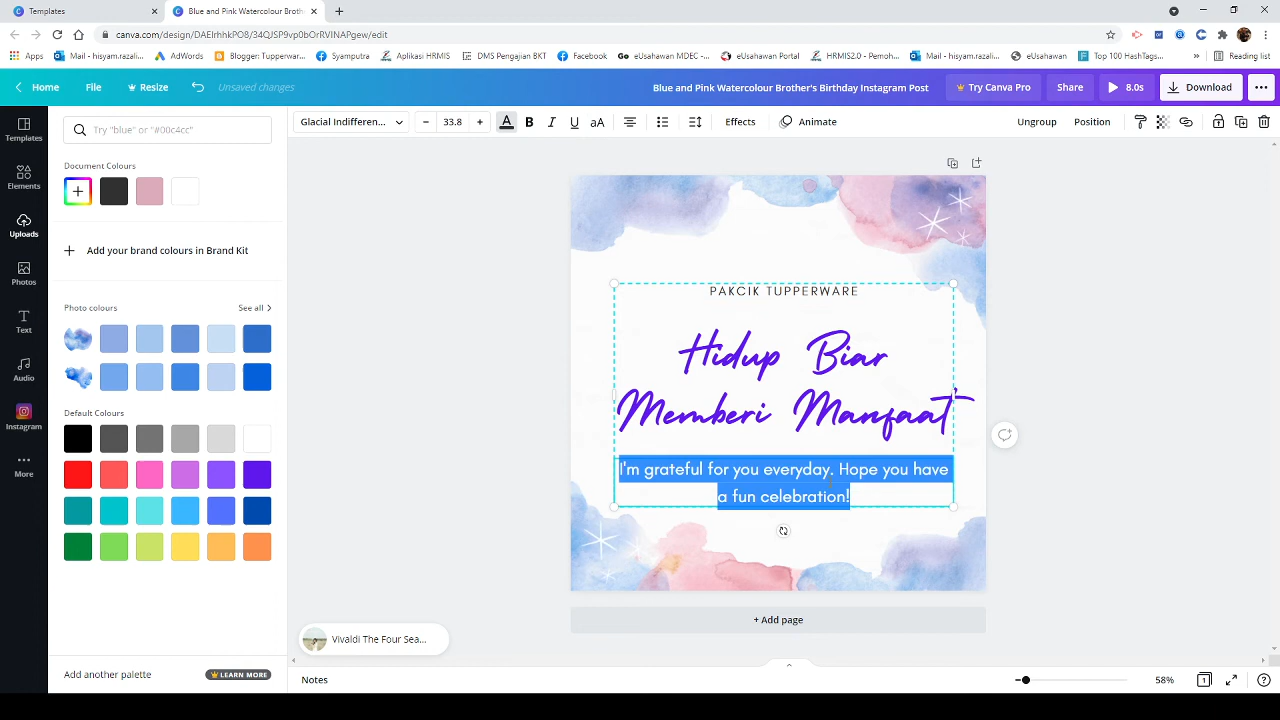 Templates
Blue and Pink Watercolour Broth
canva.com/design/DAElrhhkPO8/34QJSP9vp0bOrRVINAPgew/edit
Apps
Mail - hisyam.razali...
AdWords
Blogger: Tupperwar...
Syamputra
Aplikasi HRMIS
DMS Pengajian BKT
Facebook
eUsahawan MDEC -...
eUsahawan Portal
HRMIS2.0 - Pemoh...
Mail - hisyam.razali...
eUsahawan
Top 100 HashTags...
Reading list
Home
File
Resize
Unsaved changes
Blue and Pink Watercolour Brother's Birthday Instagram Post
Try Canva Pro
Share
8.0s
Download
Templates
Elements
Uploads
Photos
Text
Audio
Instagram
More
Try "blue" or "#00c4cc"
Document Colours
Add your brand colours in Brand Kit
Photo colours
See all
Default Colours
Add another palette
LEARN MORE
Glacial Indifferen...
33.8
A
B
I
U
aA
Effects
Animate
Ungroup
Position
PAKCIK TUPPERWARE
Hidup Biar
Memberi Manfaat
I'm grateful for you everyday. Hope you have
a fun celebration!
+ Add page
Vivaldi The Four Sea...
Notes
58%
1